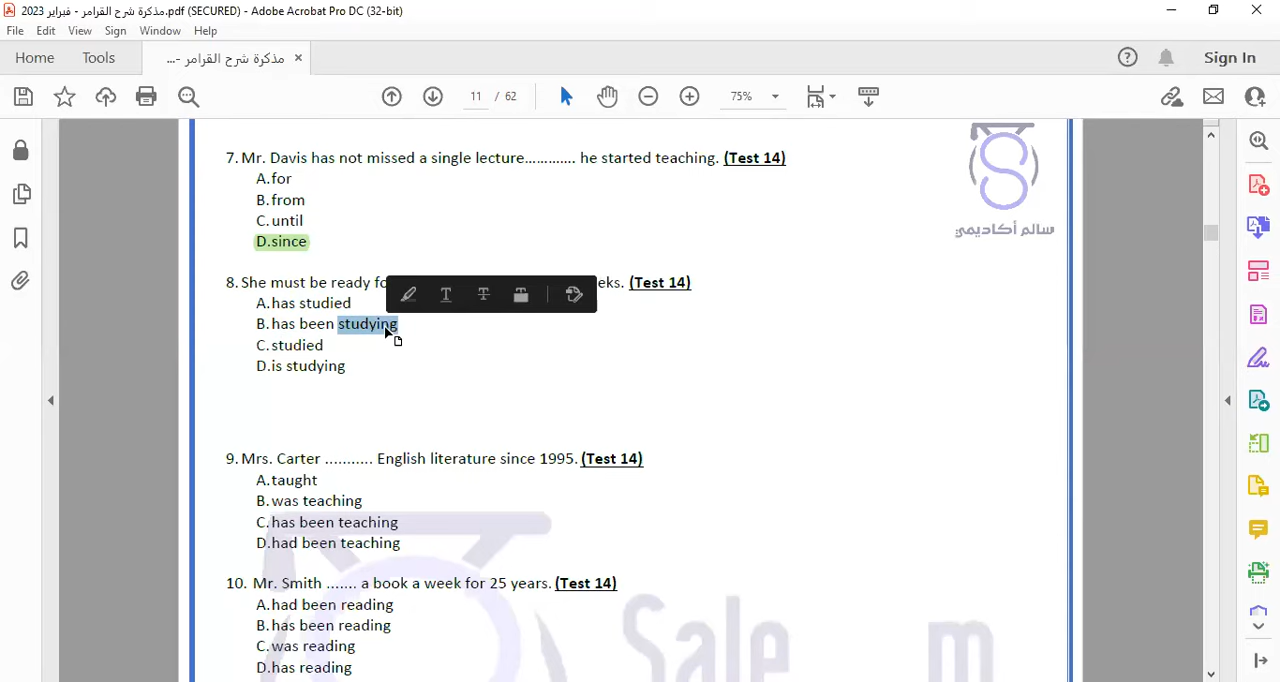 مذكرة شرح القرامر - فبراير 2023.pdf (SECURED) - Adobe Acrobat Pro DC (32-bit)
File Edit View Sign Window Help
Home Tools مذكرة شرح القرامر -... × Sign In
11 / 62 75%
7. Mr. Davis has not missed a single lecture............. he started teaching. (Test 14)
A. for
B. from
C. until
D. since
سالم أكاديمي
8. She must be ready fo eks. (Test 14)
A. has studied
B. has been studying
C. studied
D. is studying
9. Mrs. Carter ........... English literature since 1995. (Test 14)
A. taught
B. was teaching
C. has been teaching
D. had been teaching
10. Mr. Smith ....... a book a week for 25 years. (Test 14)
A. had been reading
B. has been reading
C. was reading
D. has reading
Sale m